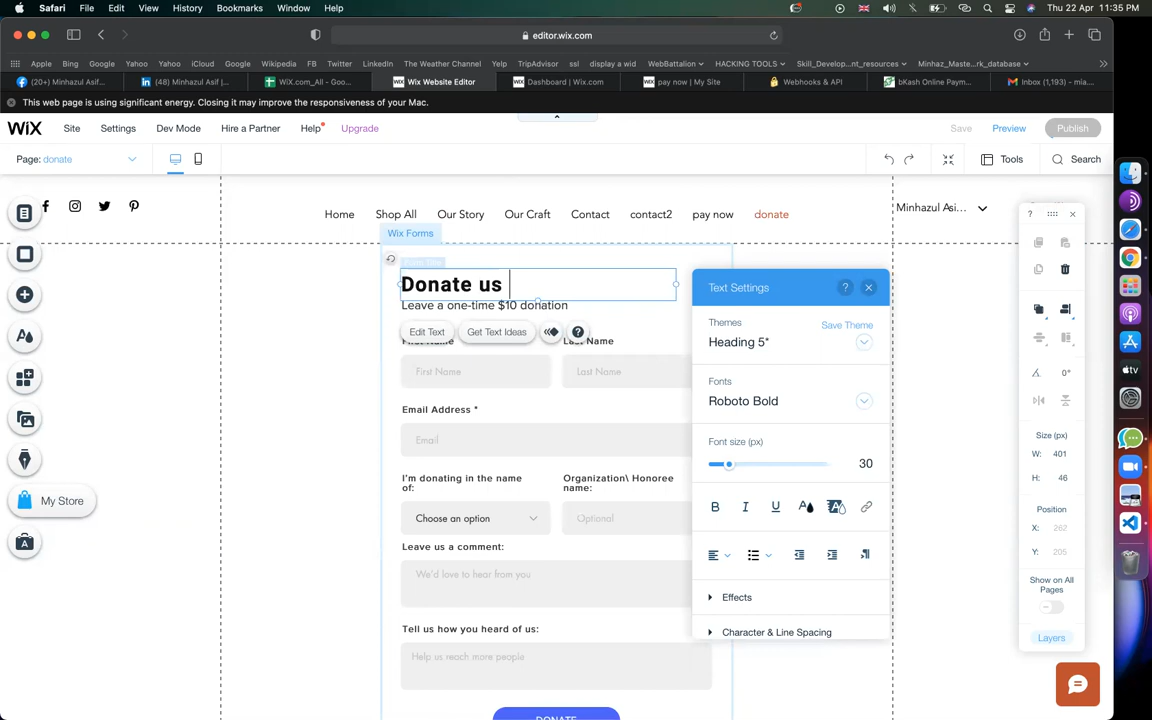 Safari File Edit View History Bookmarks Window Help Thu 22 Apr 11:35 PM
editor.wix.com
Apple Bing Google Yahoo Yahoo iCloud Google Wikipedia FB Twitter LinkedIn The Weather Channel Yelp TripAdvisor ssl display a wid WebBattalion HACKING TOOLS Skill_Develop...nt_resources Minhaz_Maste...rk_database
(20+) Minhazul Asif... (48) Minhazul Asif |... WiX.com_All - Goo... Wix Website Editor Dashboard | Wix.com pay now | My Site Webhooks & API bKash Online Paym... Inbox (1,193) - mia....
This web page is using significant energy. Closing it may improve the responsiveness of your Mac.
WiX Site Settings Dev Mode Hire a Partner Help Upgrade Save Preview Publish
Page: donate Tools Search
Home Shop All Our Story Our Craft Contact contact2 pay now donate Minhazul Asi...
Wix Forms
Form Title
Donate us
Leave a one-time $10 donation
Edit Text Get Text Ideas
First Name Last Name
First Name Last Name
Email Address *
Email
I'm donating in the name of:
Organization\ Honoree name:
Choose an option Optional
Leave us a comment:
We'd love to hear from you
Tell us how you heard of us:
Help us reach more people
DONATE
My Store
Text Settings ?
Themes Save Theme
Heading 5*
Fonts
Roboto Bold
Font size (px)
30
B I U
Effects
Character & Line Spacing
?
0°
Size (px)
W: 401
H: 46
Position
X: 262
Y: 205
Show on All Pages
Layers